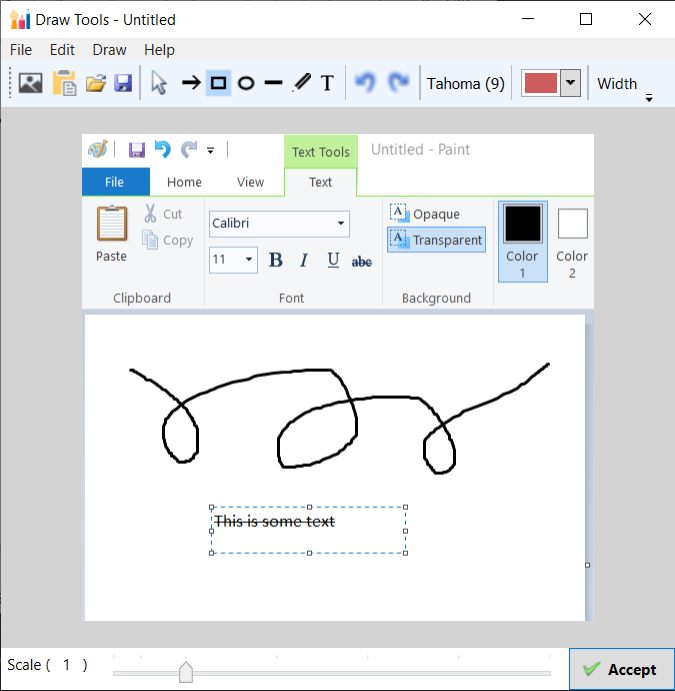 Draw Tools - Untitled
File Edit Draw Help
T Tahoma (9) Width
Text Tools Untitled - Paint
File Home View Text
Paste Cut Copy
Calibri
11 B I U abc
Opaque
Transparent
Color 1 Color 2
Clipboard Font Background
This is some text
Scale ( 1 ) Accept